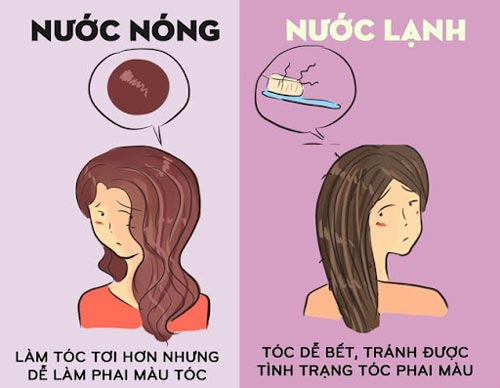 NƯỚC NÓNG
LÀM TÓC TƠI HƠN NHƯNG
DỄ LÀM PHAI MÀU TÓC
NƯỚC LẠNH
TÓC DỄ BẾT, TRÁNH ĐƯỢC
TÌNH TRẠNG TÓC PHAI MÀU